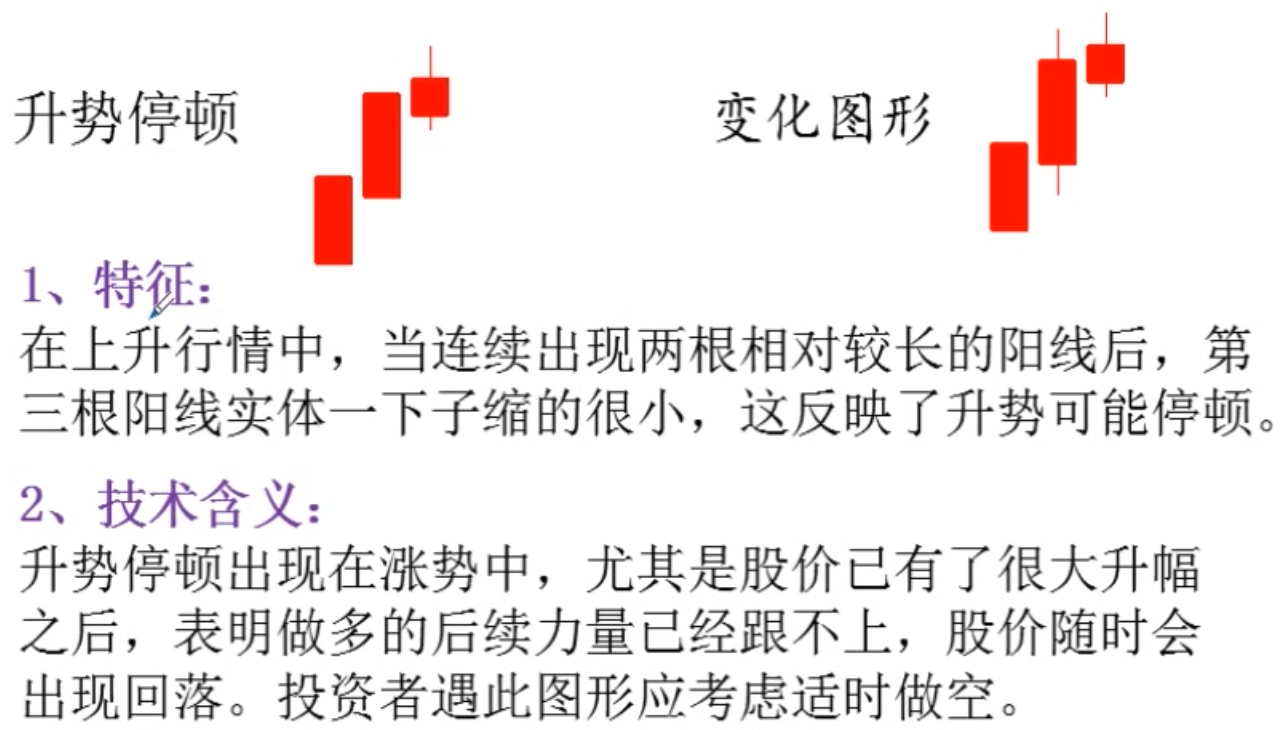 升势停顿
变化图形
1、特征：
在上升行情中，当连续出现两根相对较长的阳线后，第
三根阳线实体一下子缩的很小，这反映了升势可能停顿。
2、技术含义：
升势停顿出现在涨势中，尤其是股价已有了很大升幅
之后，表明做多的后续力量已经跟不上，股价随时会
出现回落。投资者遇此图形应考虑适时做空。